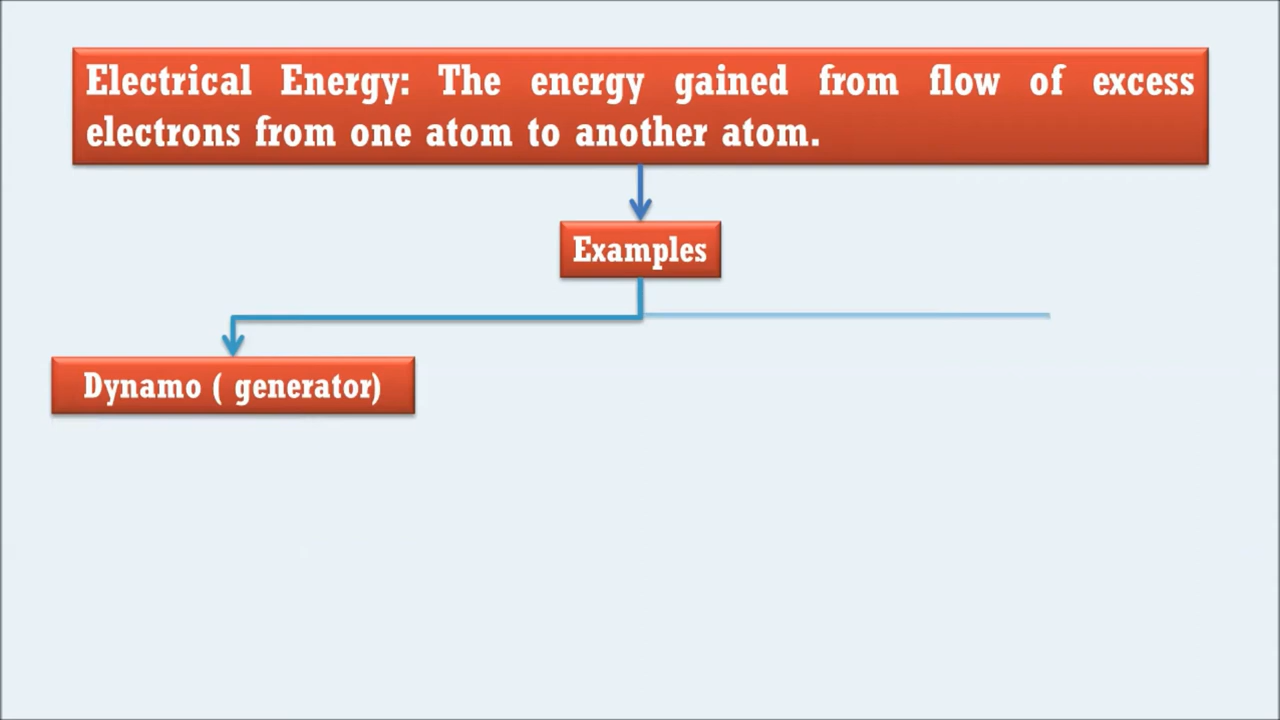 Electrical Energy: The energy gained from flow of excess
electrons from one atom to another atom.
Examples
Dynamo ( generator)